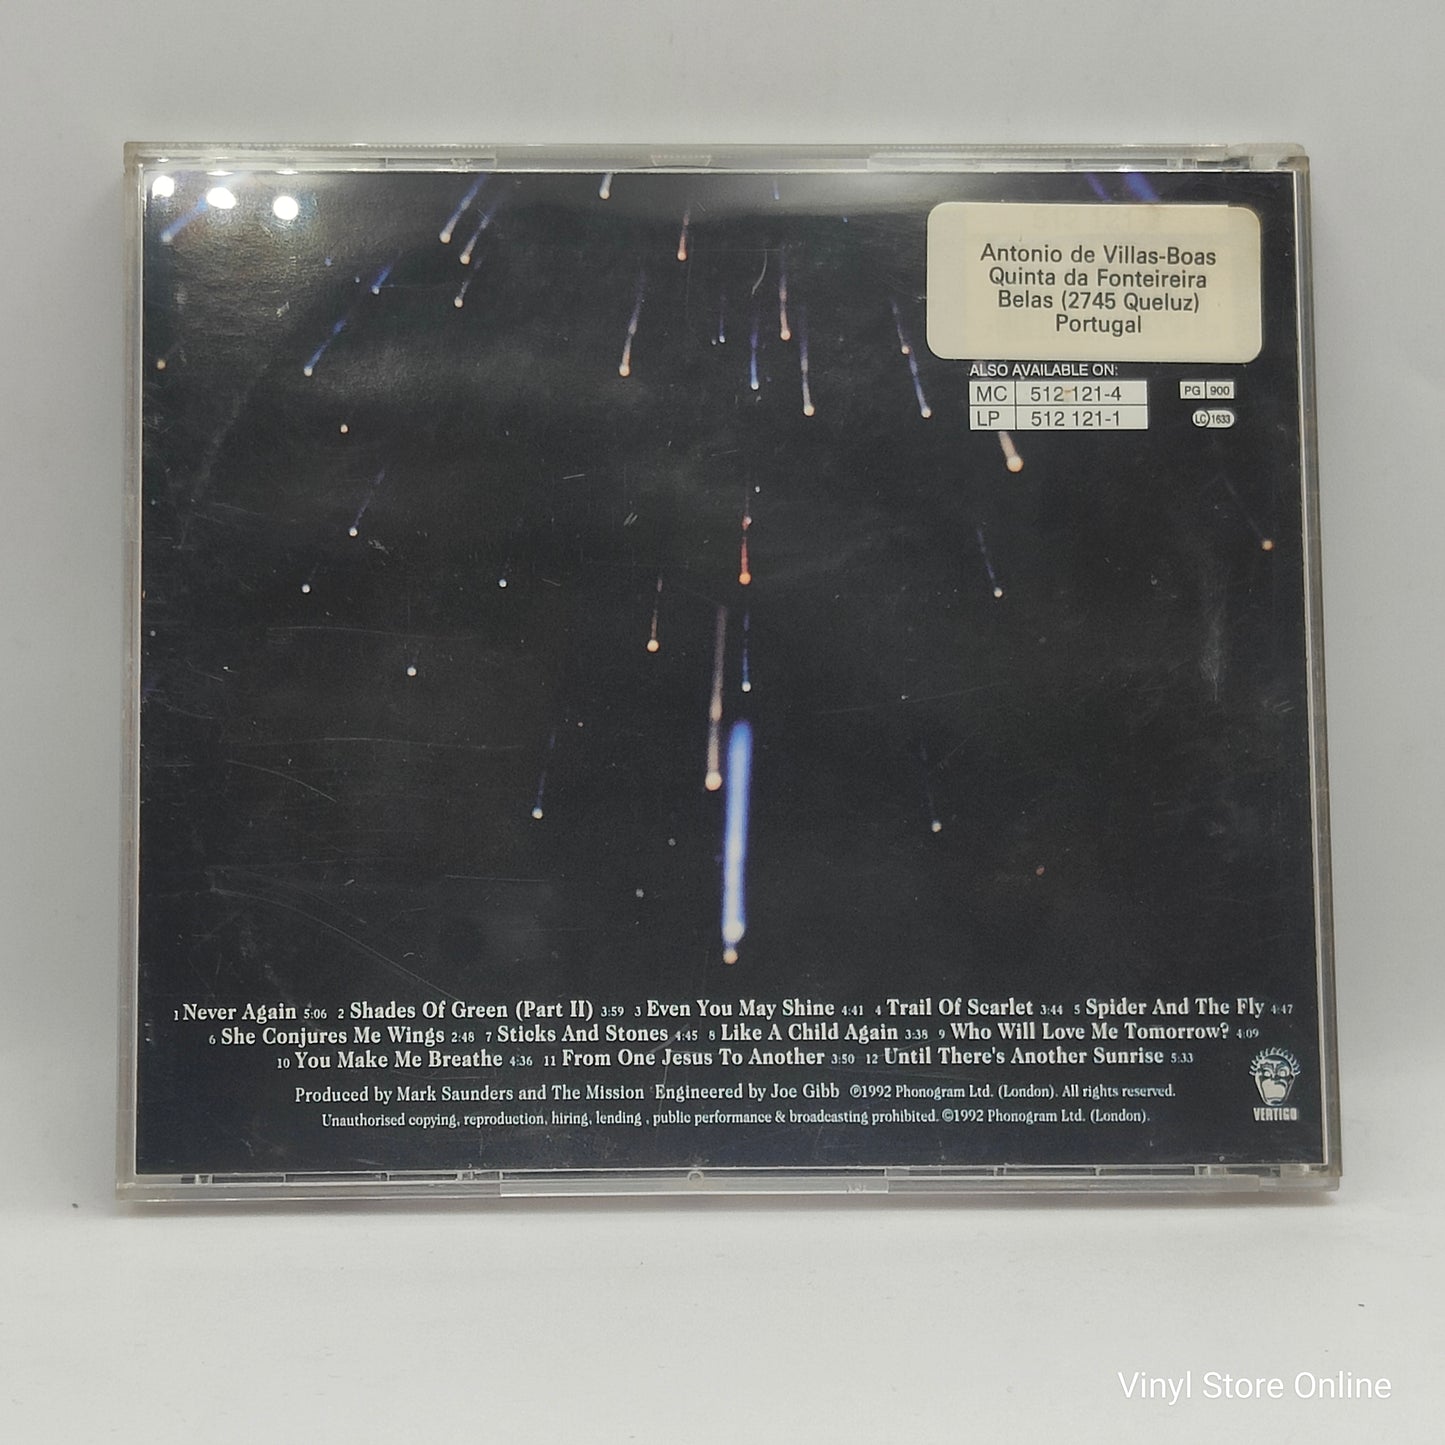 Antonio de Villas-Boas
Quinta da Fonteireira
Belas (2745 Queluz)
Portugal
ALSO AVAILABLE ON:
MC 512 121-4
LP 512 121-1
PG 900
LC 1633
1 Never Again 5:06 2 Shades Of Green (Part II) 3:59 3 Even You May Shine 4:41 4 Trail Of Scarlet 3:44 5 Spider And The Fly 4:47
6 She Conjures Me Wings 2:48 7 Sticks And Stones 4:45 8 Like A Child Again 3:38 9 Who Will Love Me Tomorrow? 4:09
10 You Make Me Breathe 4:36 11 From One Jesus To Another 3:50 12 Until There's Another Sunrise 5:33
Produced by Mark Saunders and The Mission Engineered by Joe Gibb ℗1992 Phonogram Ltd. (London). All rights reserved.
Unauthorised copying, reproduction, hiring, lending , public performance & broadcasting prohibited. ©1992 Phonogram Ltd. (London).
VERTIGO
Vinyl Store Online